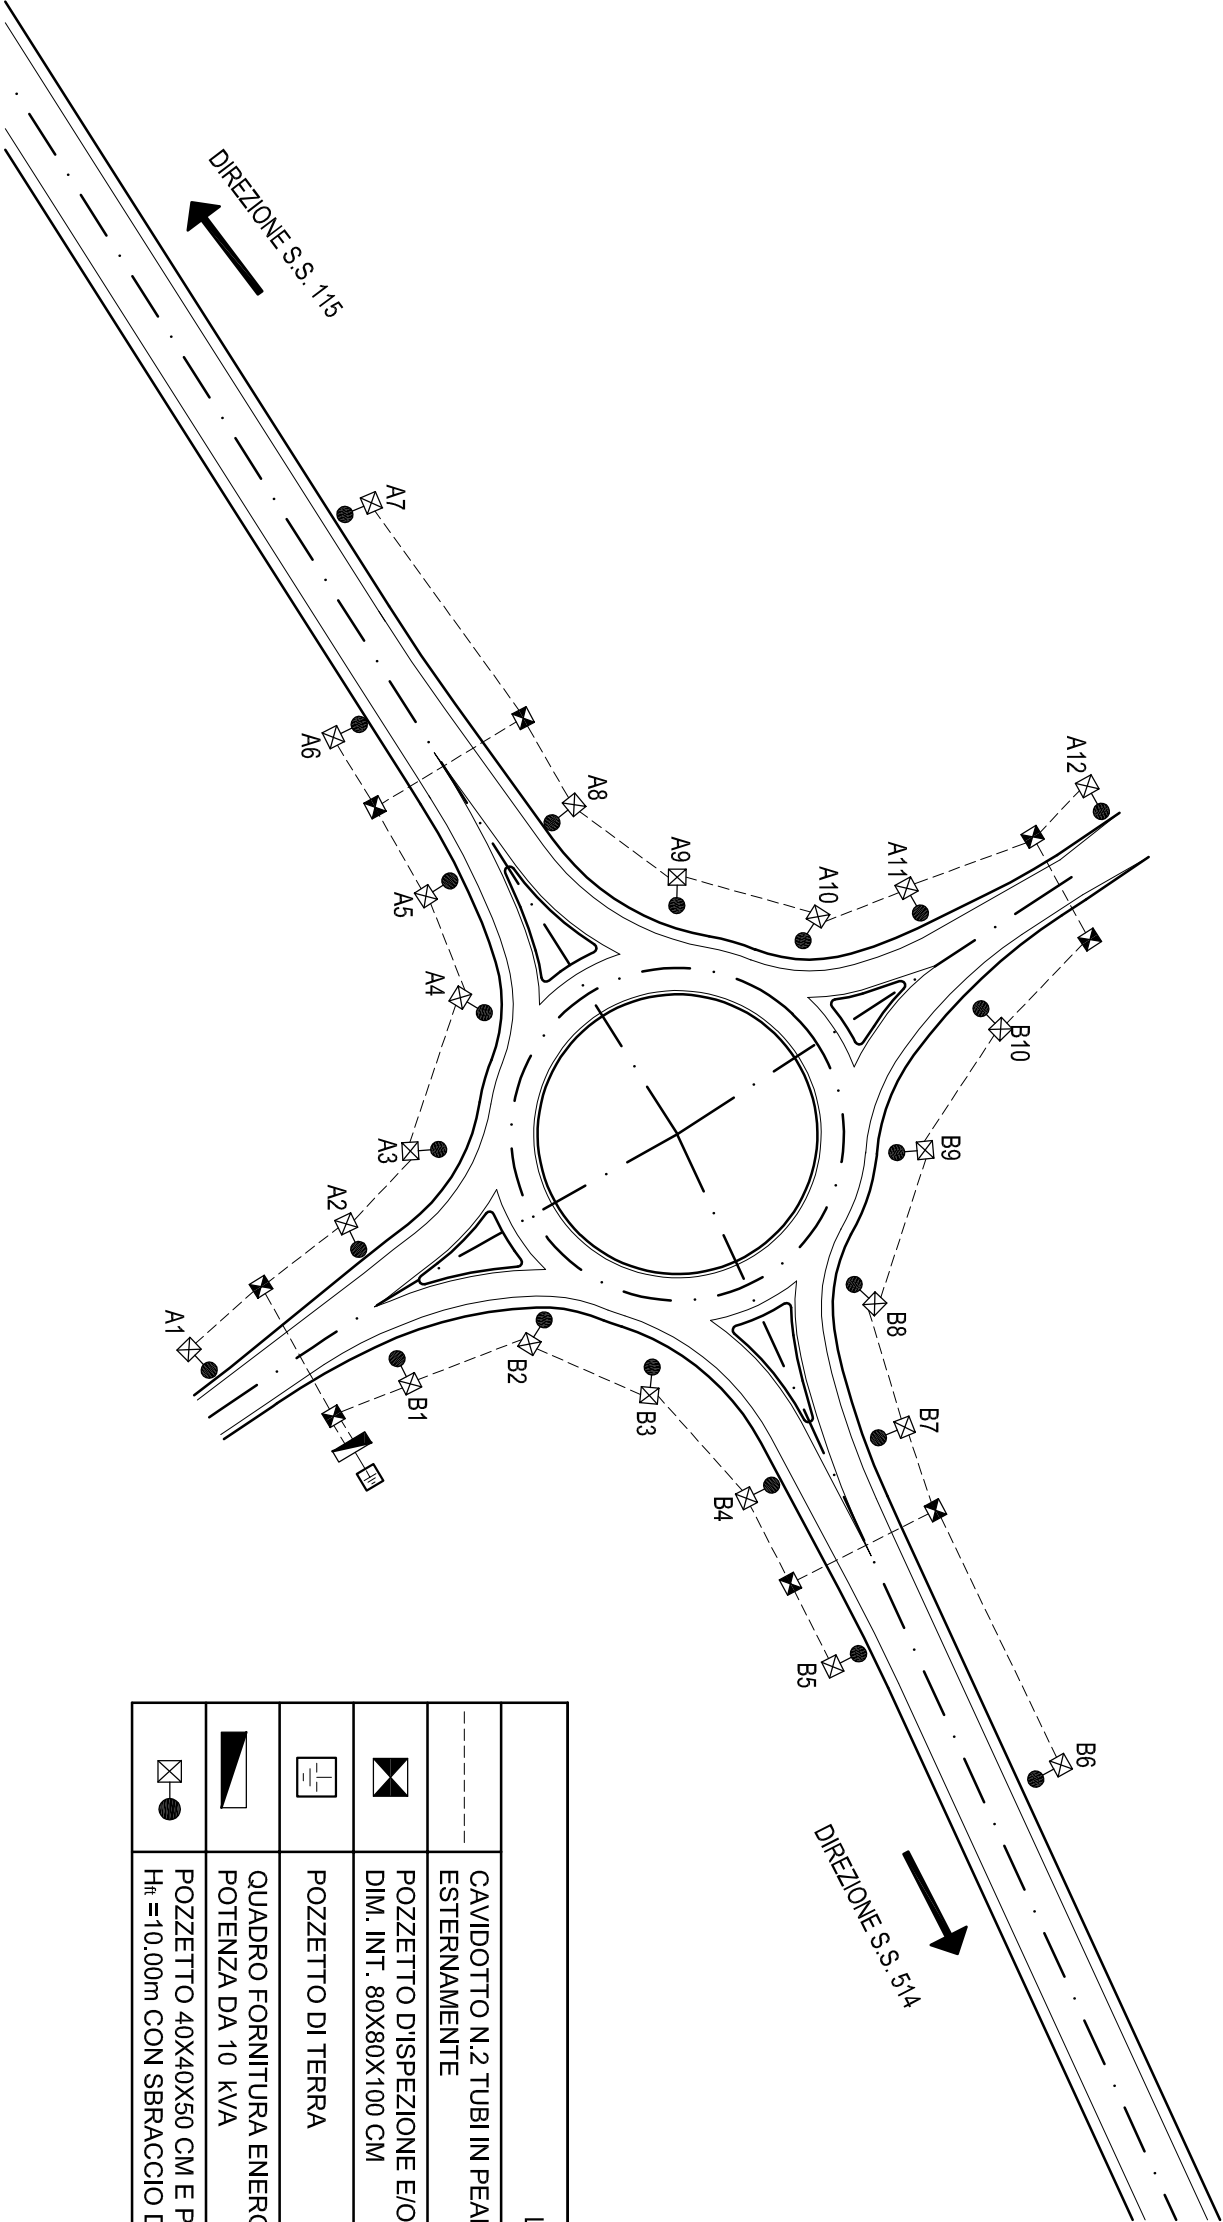 DIREZIONE S.S. 115
A7
A6
A8
A5
A9
A4
A10
A11
A12
A3
A2
A1
B10
B9
B8
B7
B1
B2
B3
B4
B5
B6
DIREZIONE S.S. 514
CAVIDOTTO N.2 TUBI IN
ESTERNAMENTE
POZZETTO D'ISPEZIONE E/O
DIM. INT. 80X80X100 CM
POZZETTO DI TERRA
QUADRO FORNITURA
POTENZA DA 10 kVA
POZZETTO 40X40X50 CM E
Hft =10.00m CON SBRACCIO